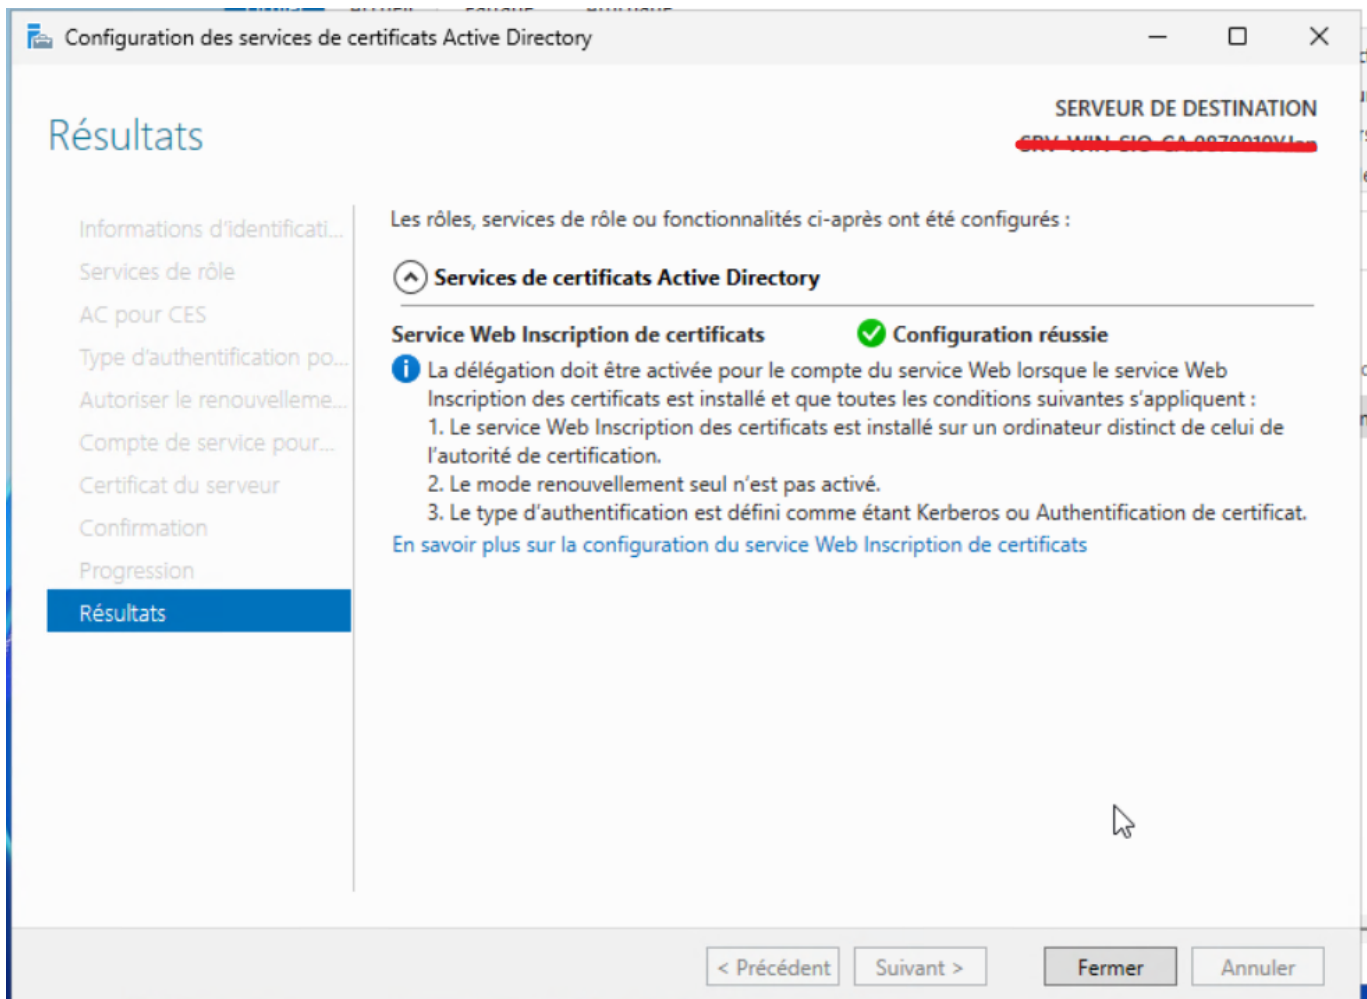 Configuration des services de certificats Active Directory
SERVEUR DE DESTINATION
Résultats
Informations d'identificati...
Services de rôle
AC pour CES
Type d'authentification po...
Autoriser le renouvelleme...
Compte de service pour...
Certificat du serveur
Confirmation
Progression
Résultats
Les rôles, services de rôle ou fonctionnalités ci-après ont été configurés :
Services de certificats Active Directory
Service Web Inscription de certificats Configuration réussie
La délégation doit être activée pour le compte du service Web lorsque le service Web
Inscription des certificats est installé et que toutes les conditions suivantes s'appliquent :
1. Le service Web Inscription des certificats est installé sur un ordinateur distinct de celui de
l'autorité de certification.
2. Le mode renouvellement seul n'est pas activé.
3. Le type d'authentification est défini comme étant Kerberos ou Authentification de certificat.
En savoir plus sur la configuration du service Web Inscription de certificats
< Précédent Suivant > Fermer Annuler